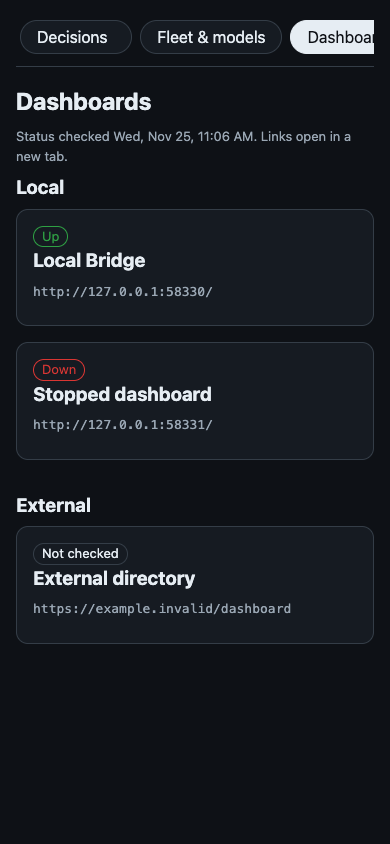 Decisions
Fleet & models
Dashboar
Dashboards
Status checked Wed, Nov 25, 11:06 AM. Links open in a
new tab.
Local
Up
Local Bridge
http://127.0.0.1:58330/
Down
Stopped dashboard
http://127.0.0.1:58331/
External
Not checked
External directory
https://example.invalid/dashboard